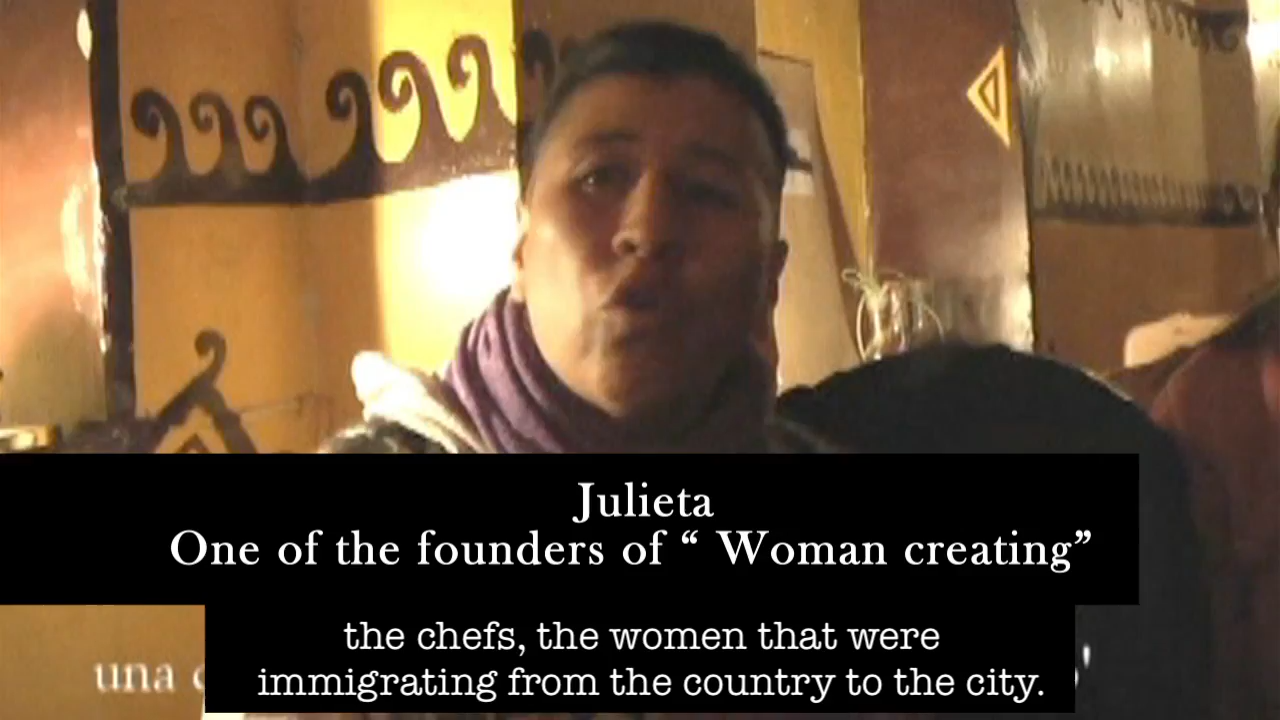 Julieta
One of the founders of “ Woman creating”
the chefs, the women that were
una
immigrating from the country to the city.